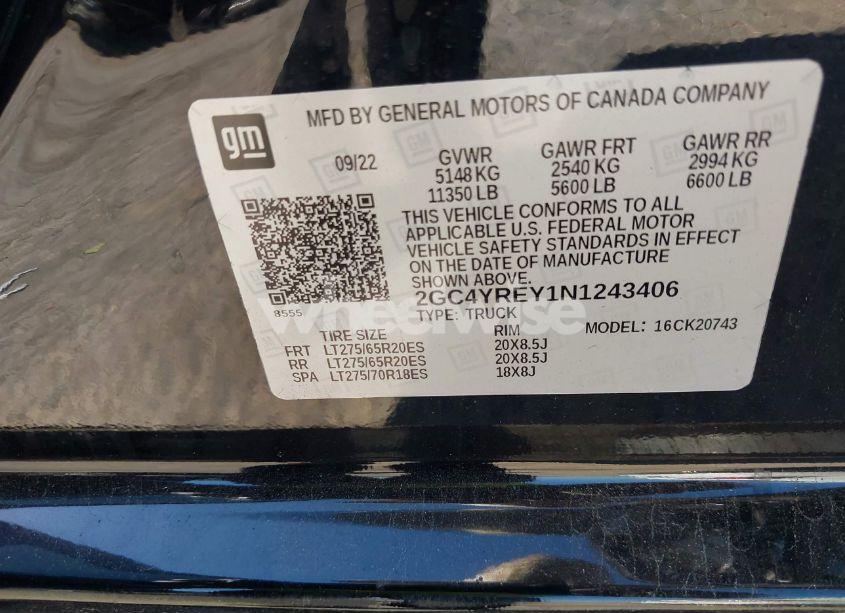 gm
MFD BY GENERAL MOTORS OF CANADA COMPANY
09/22
GVWR GAWR FRT GAWR RR
5148 KG 2540 KG 2994 KG
11350 LB 5600 LB 6600 LB
THIS VEHICLE CONFORMS TO ALL
APPLICABLE U.S. FEDERAL MOTOR
VEHICLE SAFETY STANDARDS IN EFFECT
ON THE DATE OF MANUFACTURE
SHOWN ABOVE.
2GC4YREY1N1243406
8555
TYPE: TRUCK
MODEL: 16CK20743
TIRE SIZE RIM
FRT LT275/65R20ES 20X8.5J
RR LT275/65R20ES 20X8.5J
SPA LT275/70R18ES 18X8J
wheelwise